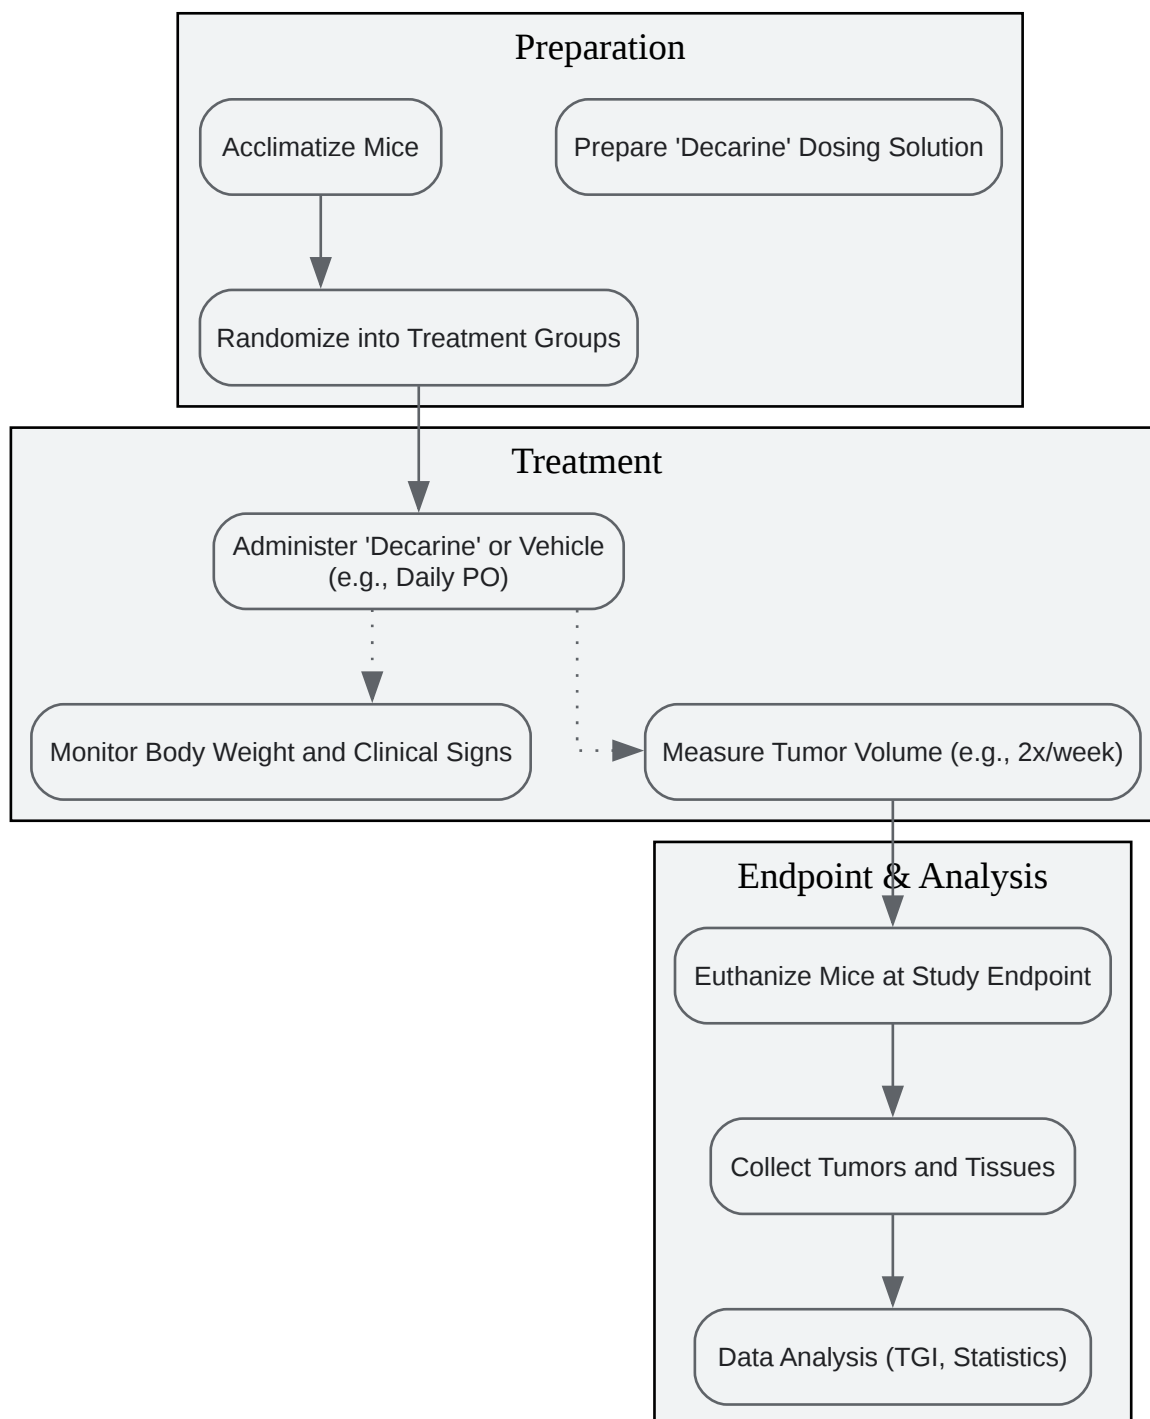 Preparation
Acclimatize Mice
Prepare 'Decarine' Dosing Solution
Randomize into Treatment Groups
Treatment
Administer 'Decarine' or Vehicle
(e.g., Daily PO)
Monitor Body Weight and Clinical Signs
Measure Tumor Volume (e.g., 2x/week)
Endpoint & Analysis
Euthanize Mice at Study Endpoint
Collect Tumors and Tissues
Data Analysis (TGI, Statistics)